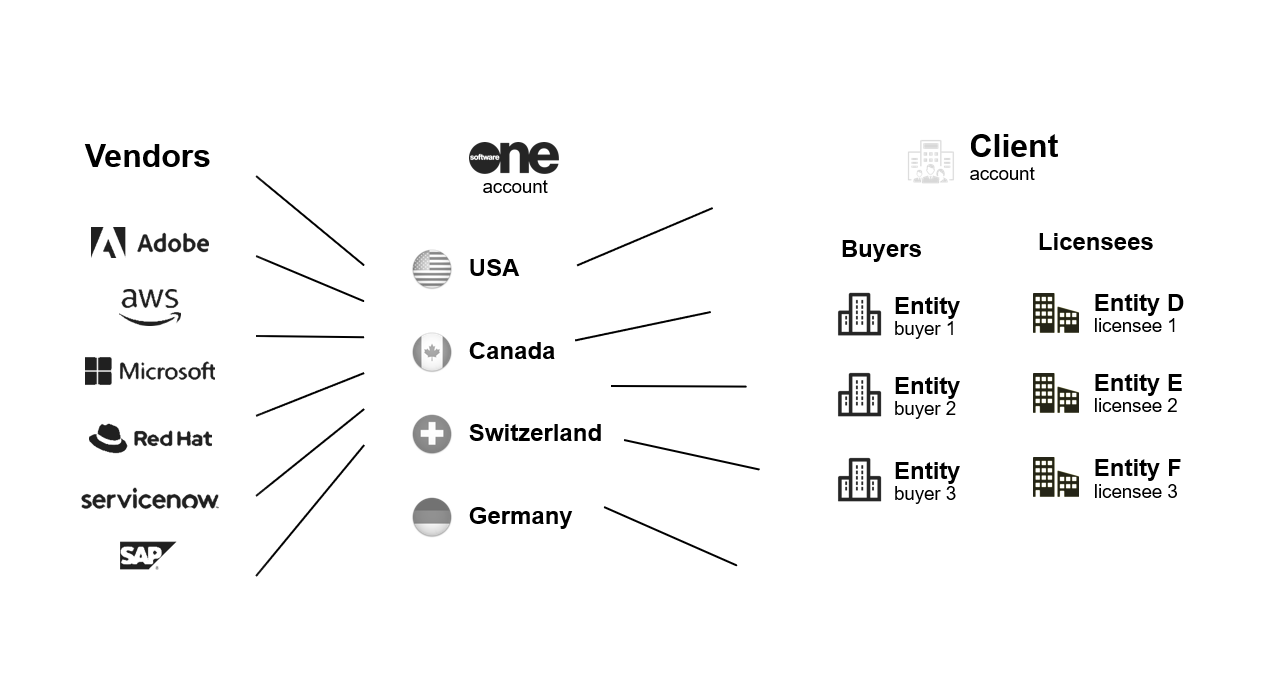 Vendors
Adobe
aws
Microsoft
Red Hat
servicenow
SAP
software one
account
USA
Canada
Switzerland
Germany
Client
account
Buyers
Entity
buyer 1
Entity
buyer 2
Entity
buyer 3
Licensees
Entity D
licensee 1
Entity E
licensee 2
Entity F
licensee 3